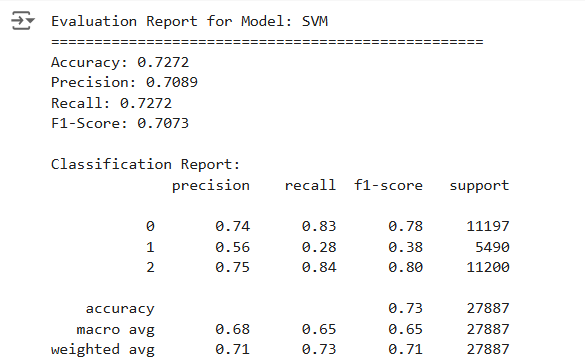 Evaluation Report for Model: SVM
==================================================
Accuracy: 0.7272
Precision: 0.7089
Recall: 0.7272
F1-Score: 0.7073
Classification Report:
precision recall f1-score support
0 0.74 0.83 0.78 11197
1 0.56 0.28 0.38 5490
2 0.75 0.84 0.80 11200
accuracy 0.73 27887
macro avg 0.68 0.65 0.65 27887
weighted avg 0.71 0.73 0.71 27887